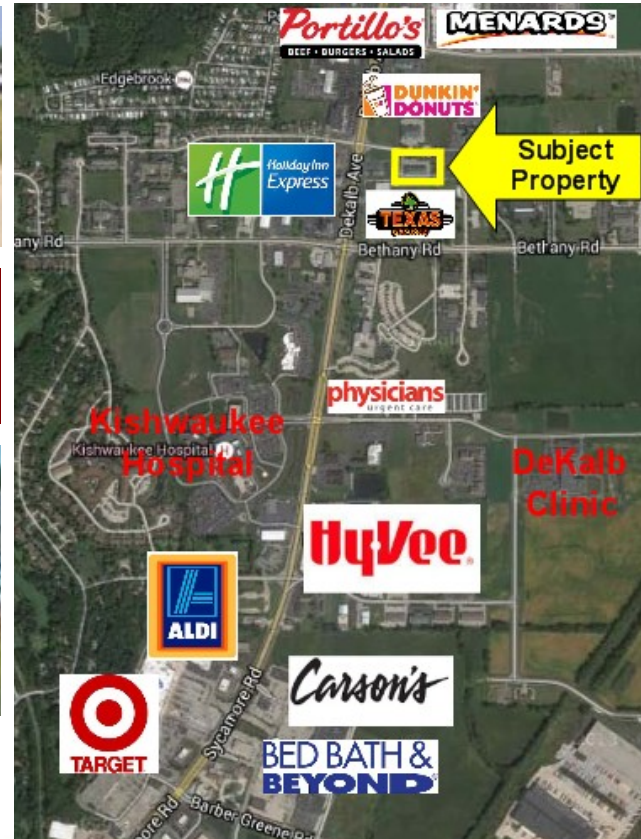 Portillo's
BEEF • BURGERS • SALADS
MENARDS
Edgebrook
DUNKIN'
DONUTS
Subject
Property
H
Holiday Inn
Express
Dekalb Ave
TEXAS
any Rd
Bethany Rd
Bethany Rd
physicians
urgent care
Kishwaukee
Hospital
Kishwaukee Hospital
H
DeKalb
Clinic
HyVee
ALDI
Carson's
Sycamore Rd
TARGET
BED BATH &
BEYOND
more Rd
Barber Greene Rd